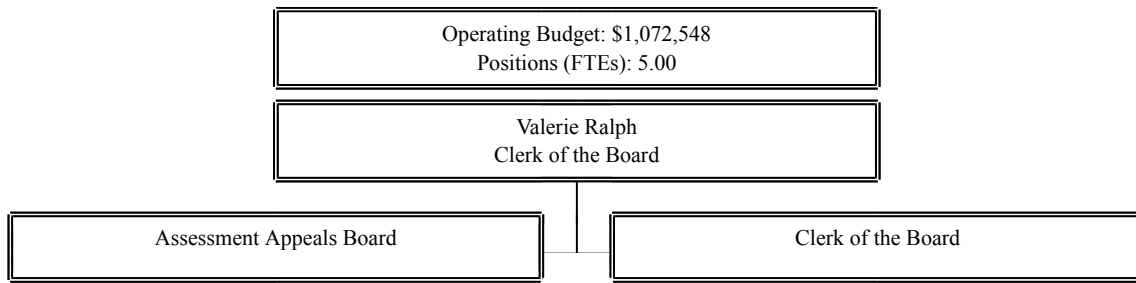 Operating Budget: $1,072,548
Positions (FTEs): 5.00
Valerie Ralph
Clerk of the Board
Assessment Appeals Board
Clerk of the Board